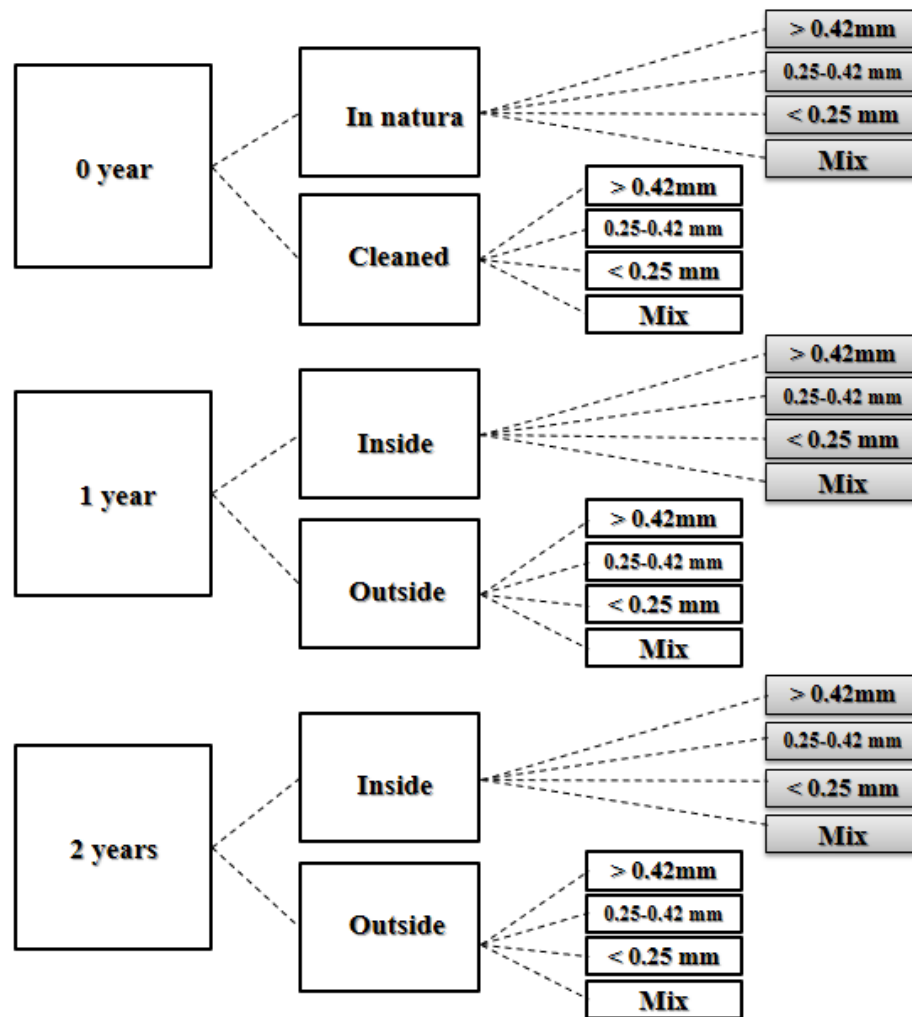 0 year
In natura
> 0.42mm
0.25-0.42 mm
< 0.25 mm
Mix
Cleaned
> 0.42mm
0.25-0.42 mm
< 0.25 mm
Mix
1 year
Inside
> 0.42mm
0.25-0.42 mm
< 0.25 mm
Mix
Outside
> 0.42mm
0.25-0.42 mm
< 0.25 mm
Mix
2 years
Inside
> 0.42mm
0.25-0.42 mm
< 0.25 mm
Mix
Outside
> 0.42mm
0.25-0.42 mm
< 0.25 mm
Mix